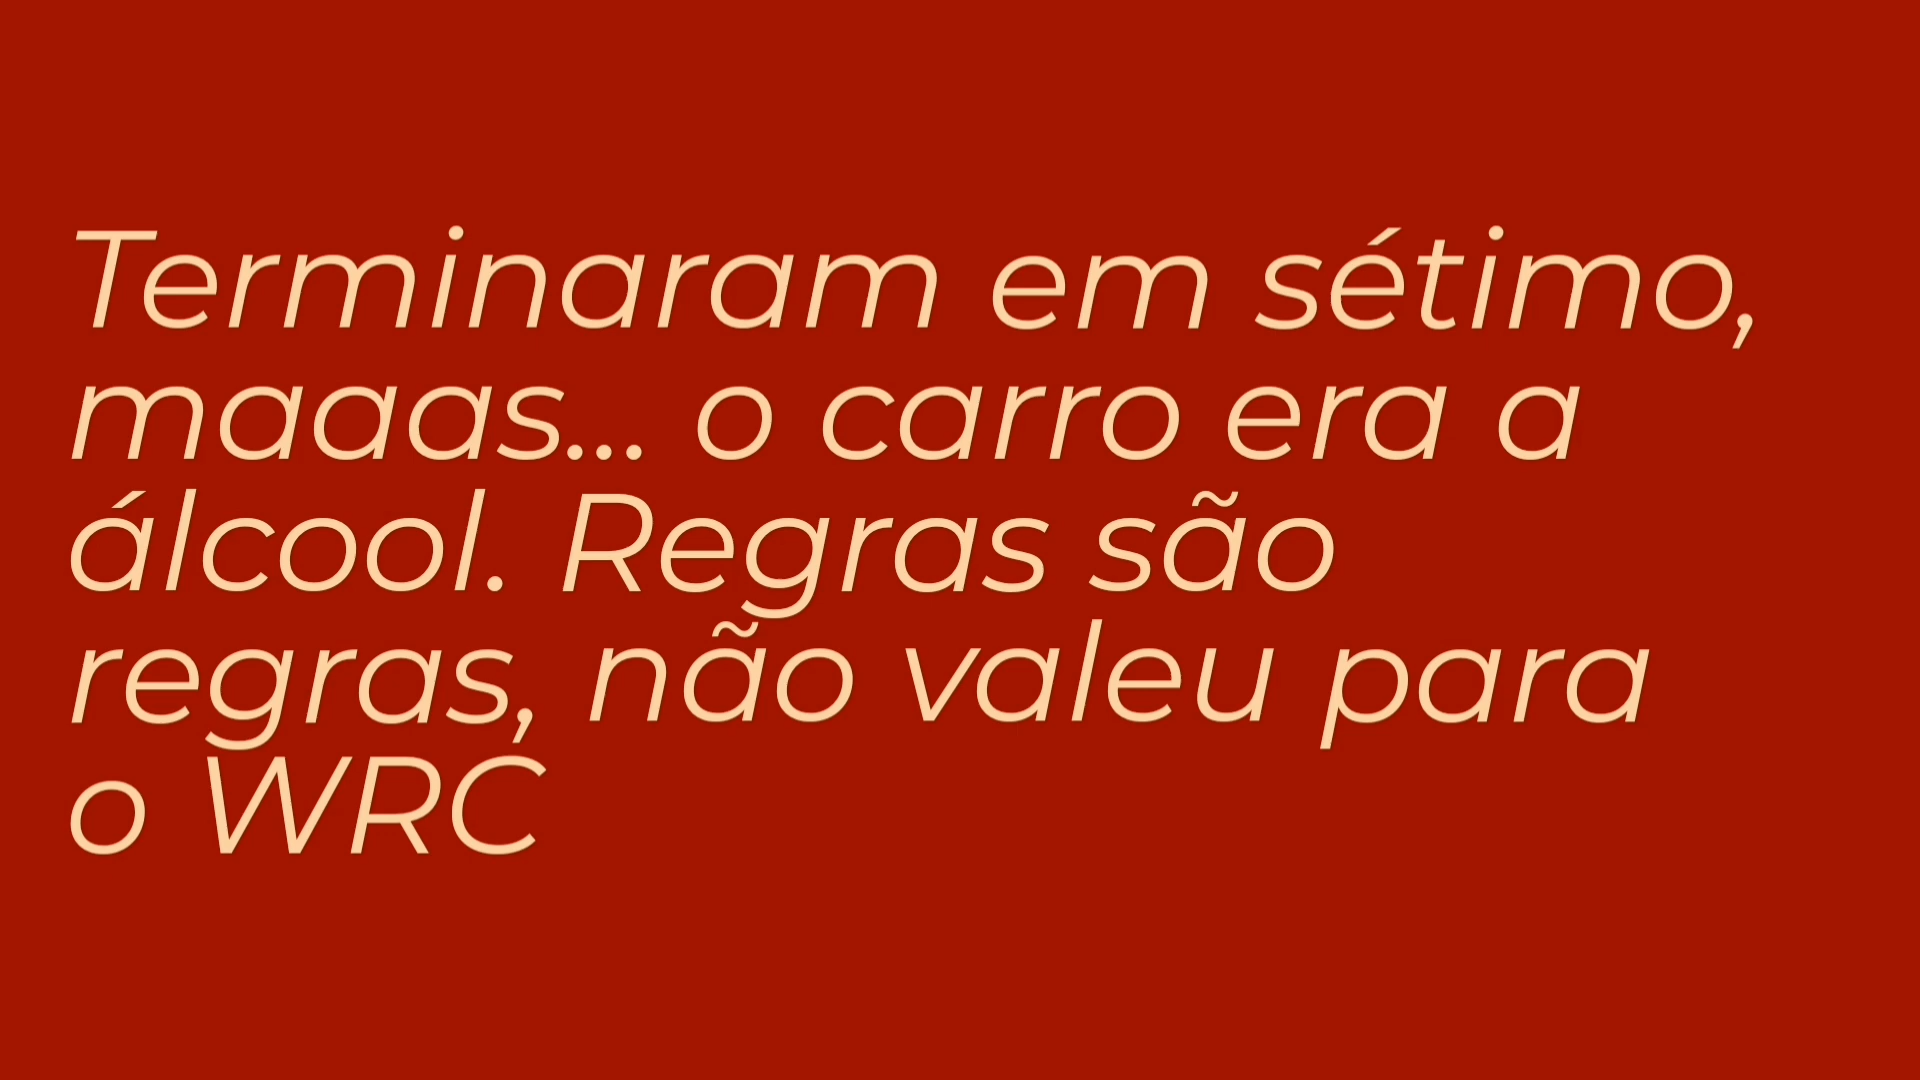 Terminaram em sétimo,
maaas... o carro era a
álcool. Regras são
regras, não valeu para
o WRC